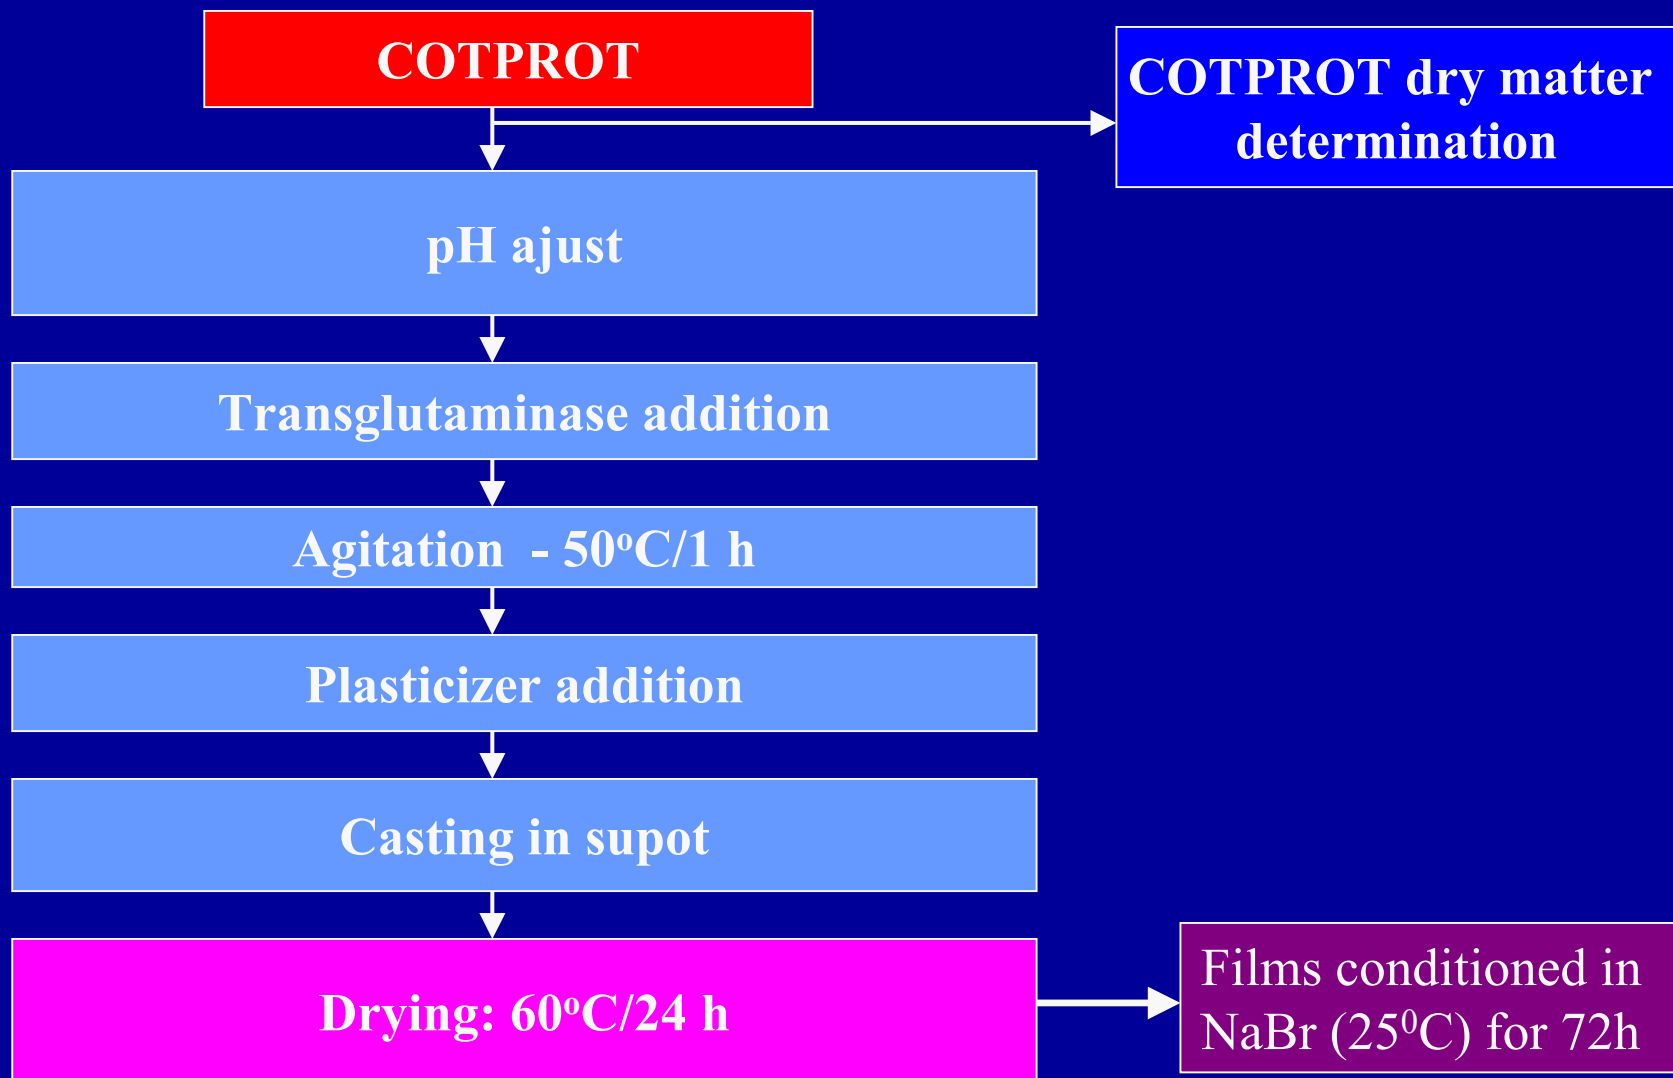 COTPROT
COTPROT dry matter
determination
pH ajust
Transglutaminase addition
Agitation  - 50ºC/1 h
Plasticizer addition
Casting in supot
Drying: 60ºC/24 h
Films conditioned in
NaBr (25⁰C) for 72h